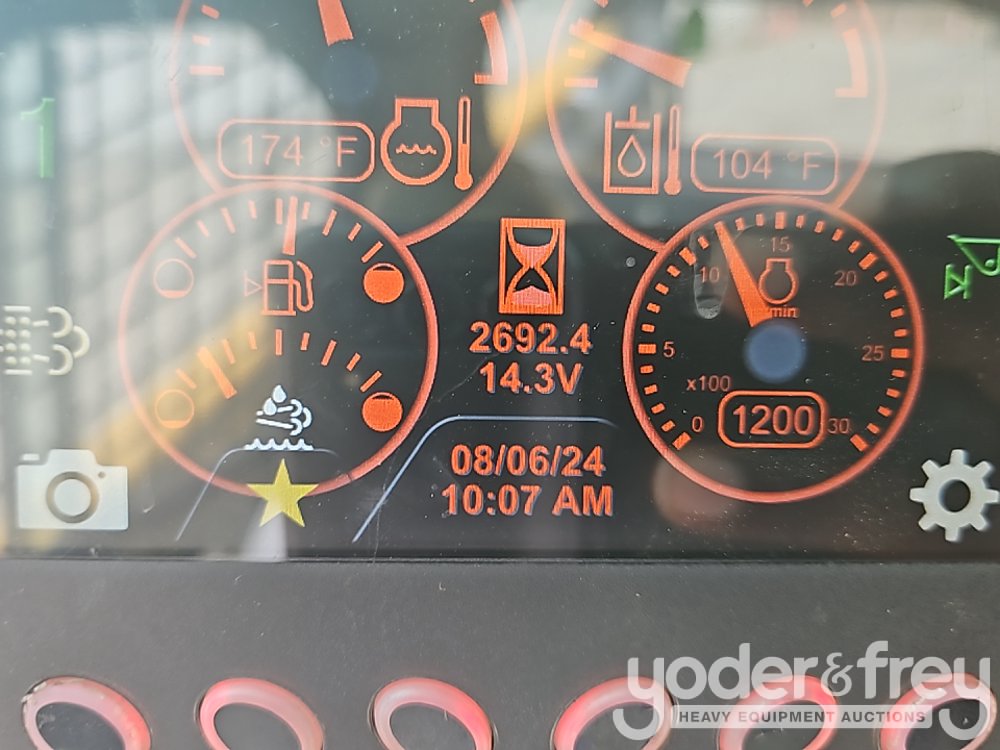 1
174 °F
104 °F
15
10
20
min
2692.4
5
25
14.3V
x100
0
1200
30
08/06/24
10:07 AM
yoder&frey
HEAVY EQUIPMENT AUCTIONS